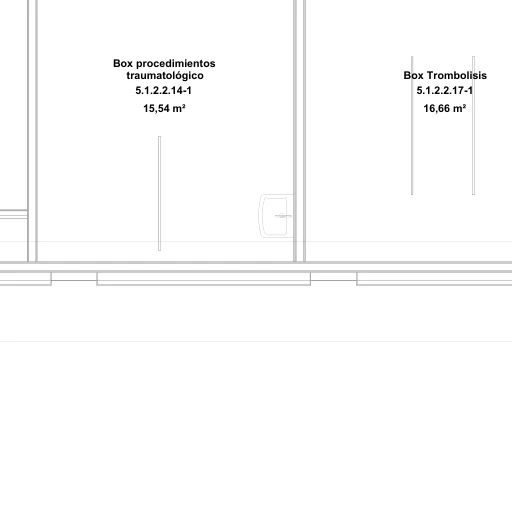 Box procedimientos
traumatológico
5.1.2.2.14-1
15,54 m²
Box Trombolisis
5.1.2.2.17-1
16,66 m²